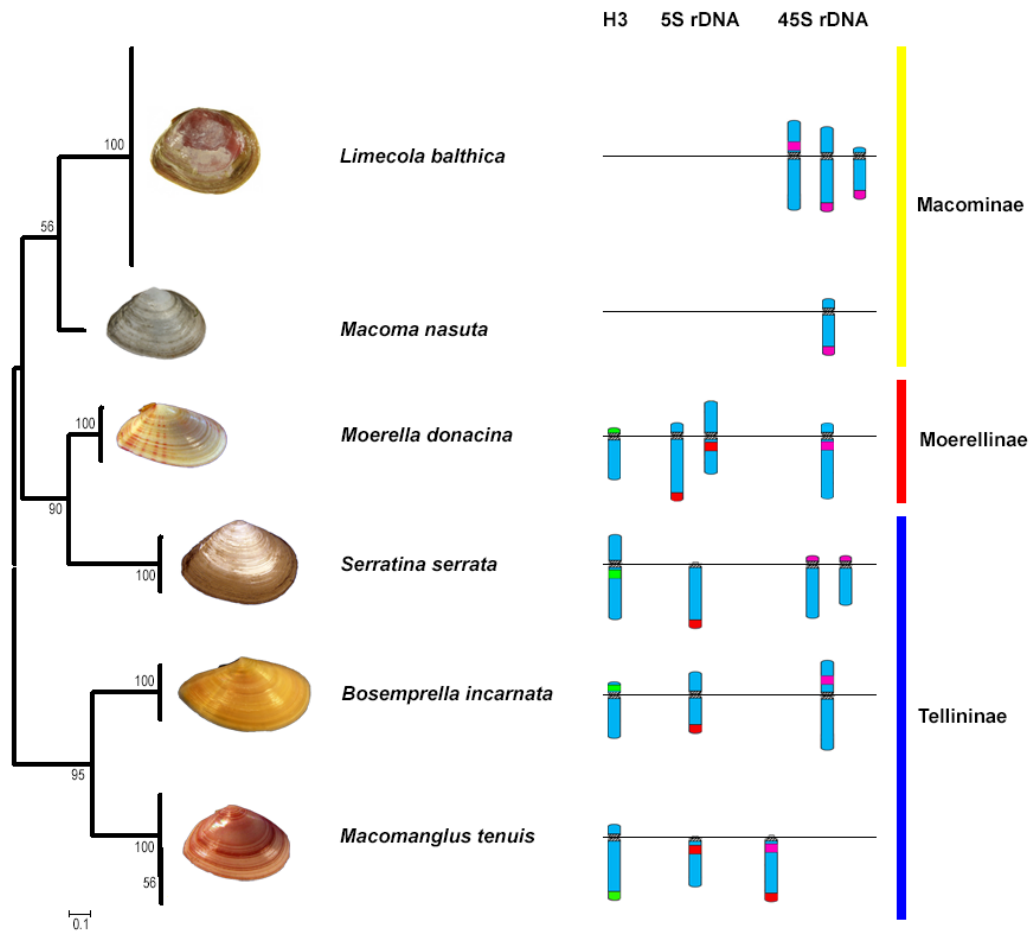 H3 5S rDNA 45S rDNA
100
Limecola balthica
Macominae
56
Macoma nasuta
100
Moerella donacina
Moerellinae
90
Serratina serrata
100
100
Bosemprella incarnata
Tellininae
95
Macomanglus tenuis
100
56
0.1